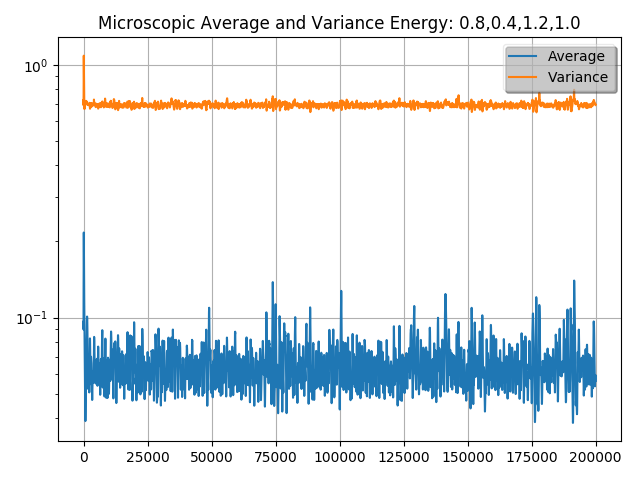 Microscopic Average and Variance Energy: 0.8,0.4,1.2,1.0
10⁰
10⁻¹
Average
Variance
0 25000 50000 75000 100000 125000 150000 175000 200000